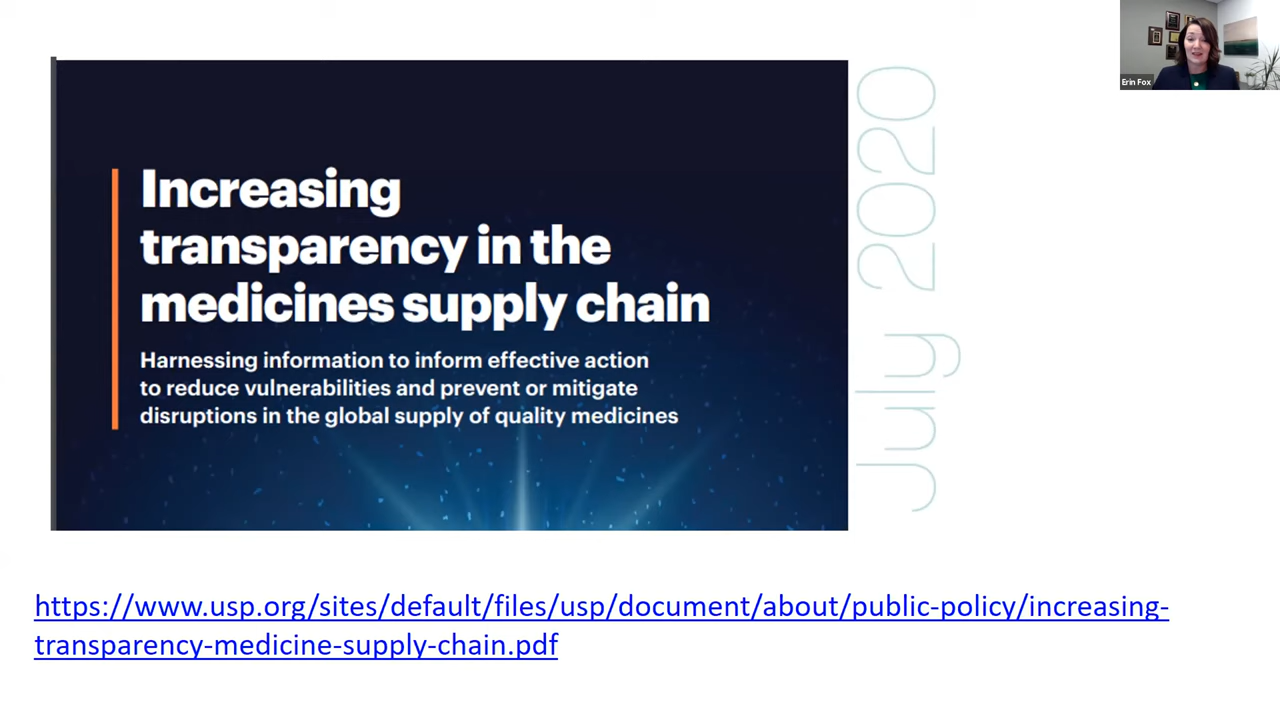 Increasing
transparency in the
medicines supply chain
Harnessing information to inform effective action
to reduce vulnerabilities and prevent or mitigate
disruptions in the global supply of quality medicines
July 2020
https://www.usp.org/sites/default/files/usp/document/about/public-policy/increasing-
transparency-medicine-supply-chain.pdf
Erin Fox